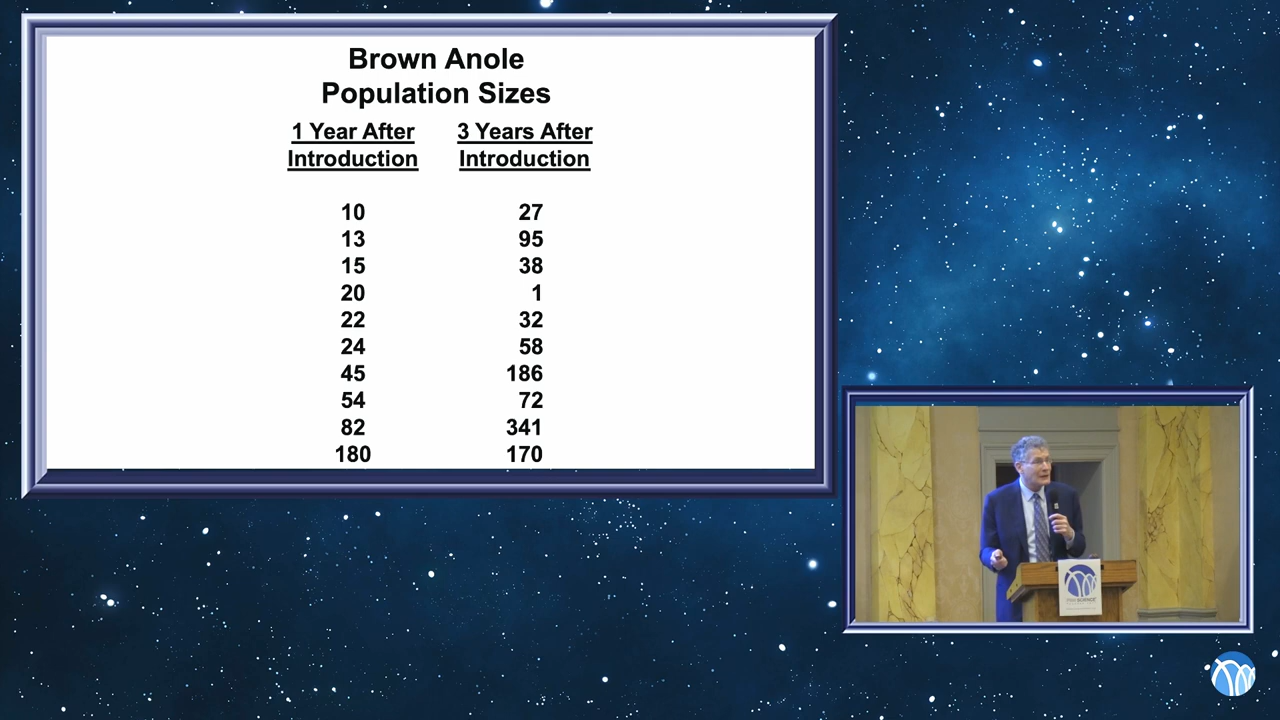 Brown Anole
Population Sizes
1 Year After 3 Years After
Introduction Introduction
10 27
13 95
15 38
20 1
22 32
24 58
45 186
54 72
82 341
180 170